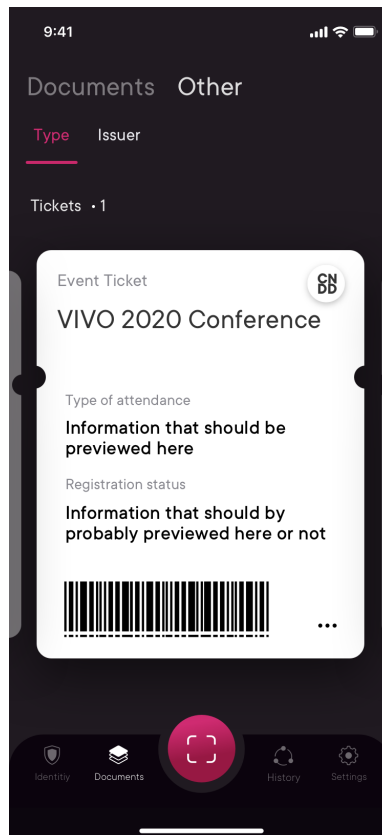 9:41
Documents Other
Type Issuer
Tickets • 1
Event Ticket
CN
DD
VIVO 2020 Conference
Type of attendance
Information that should be
previewed here
Registration status
Information that should by
probably previewed here or not
Identitiy Documents History Settings